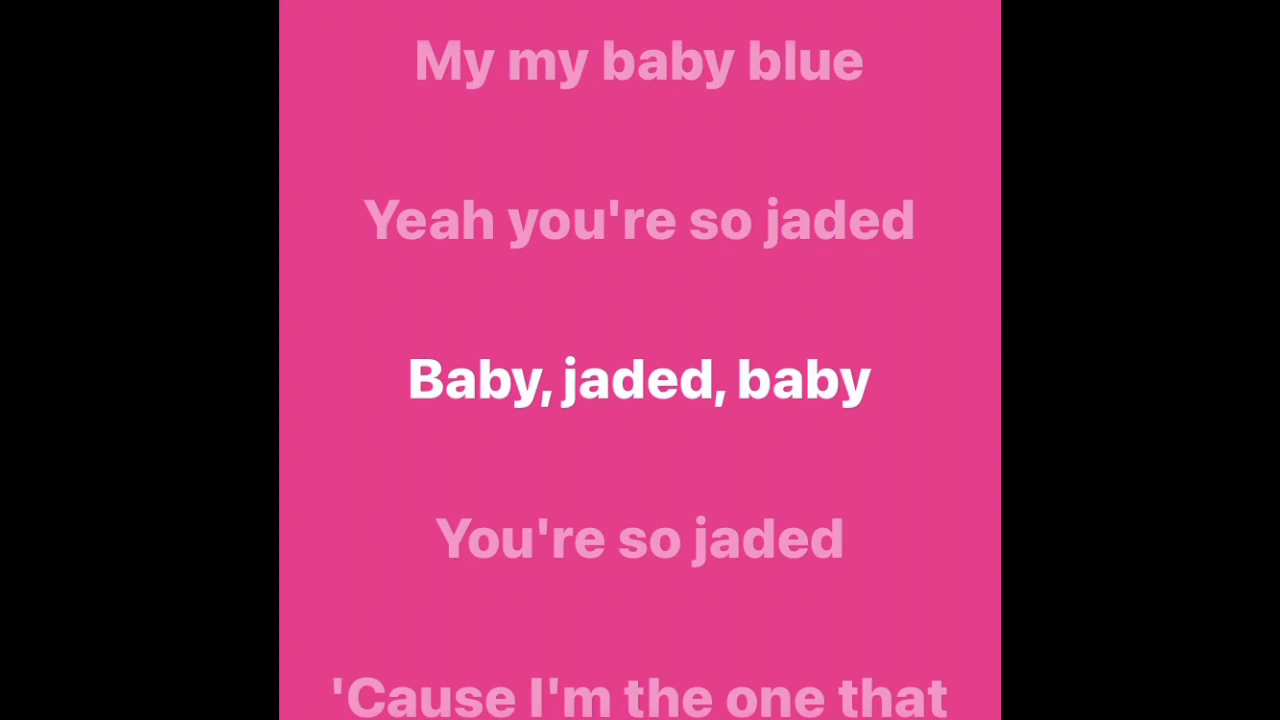 My my baby blue
Yeah you're so jaded
Baby, jaded, baby
You're so jaded
'Cause I'm the one that